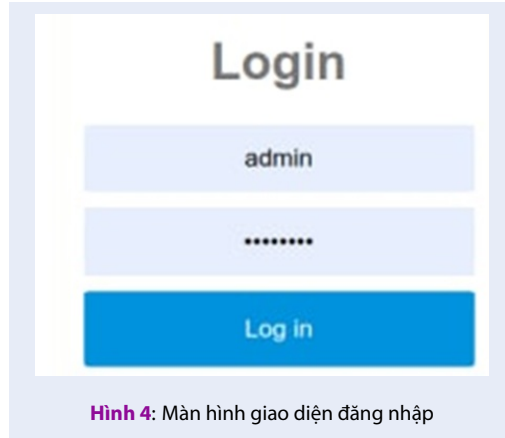 Login
admin
••••••••
Log in
Hình 4: Màn hình giao diện đăng nhập